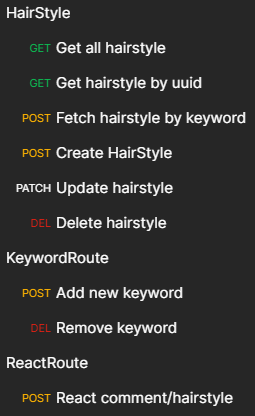 HairStyle
GET Get all hairstyle
GET Get hairstyle by uuid
POST Fetch hairstyle by keyword
POST Create HairStyle
PATCH Update hairstyle
DEL Delete hairstyle
KeywordRoute
POST Add new keyword
DEL Remove keyword
ReactRoute
POST React comment/hairstyle